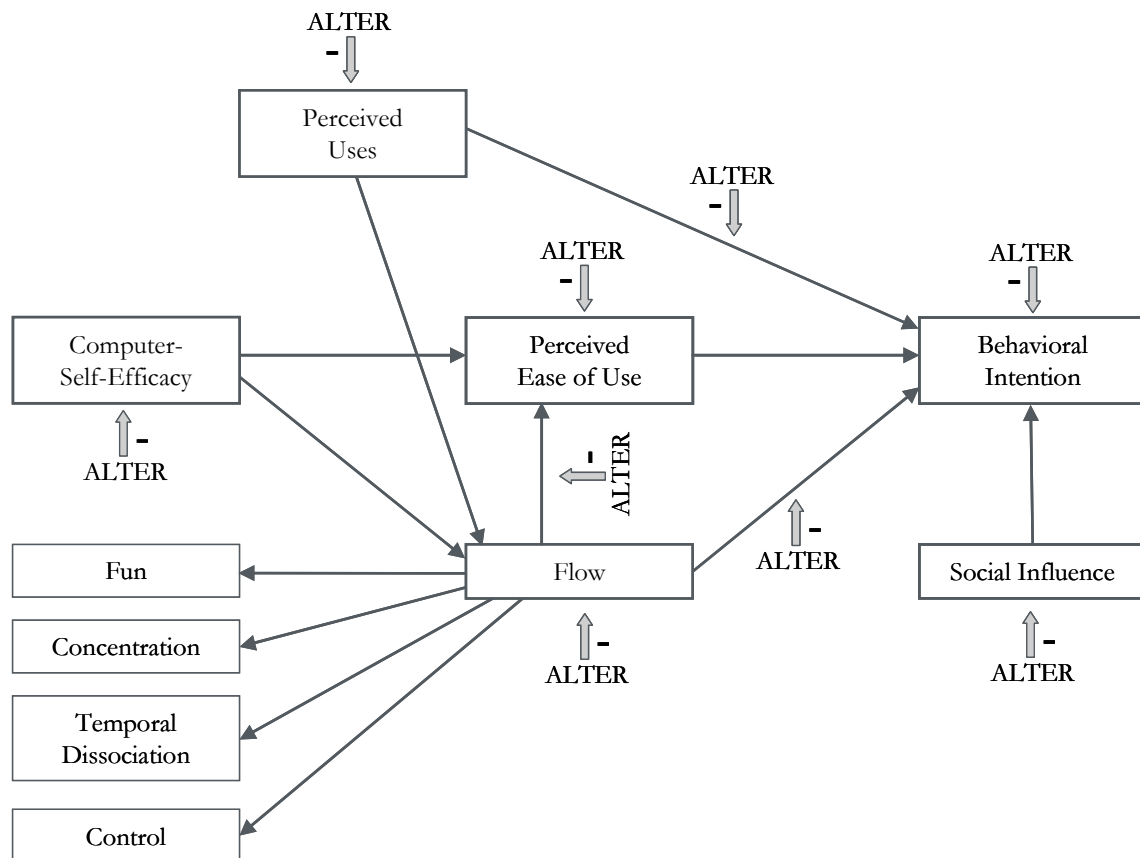 ALTER
-
Perceived
Uses
ALTER
-
ALTER
-
ALTER
-
Computer-
Self-Efficacy
Perceived
Ease of Use
Behavioral
Intention
-
ALTER
-
ALTER
-
ALTER
Fun
Flow
Social Influence
Concentration
-
ALTER
-
ALTER
Temporal
Dissociation
Control